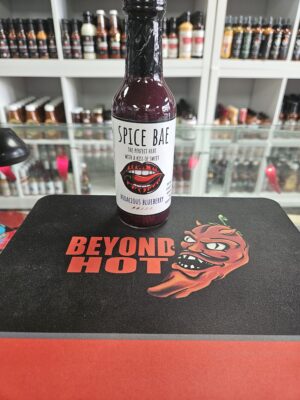 SPICE BAE
THE PERFECT HEAT
WITH A KISS OF SWEET
BODACIOUS BLUEBERRY
BEYOND
HOT